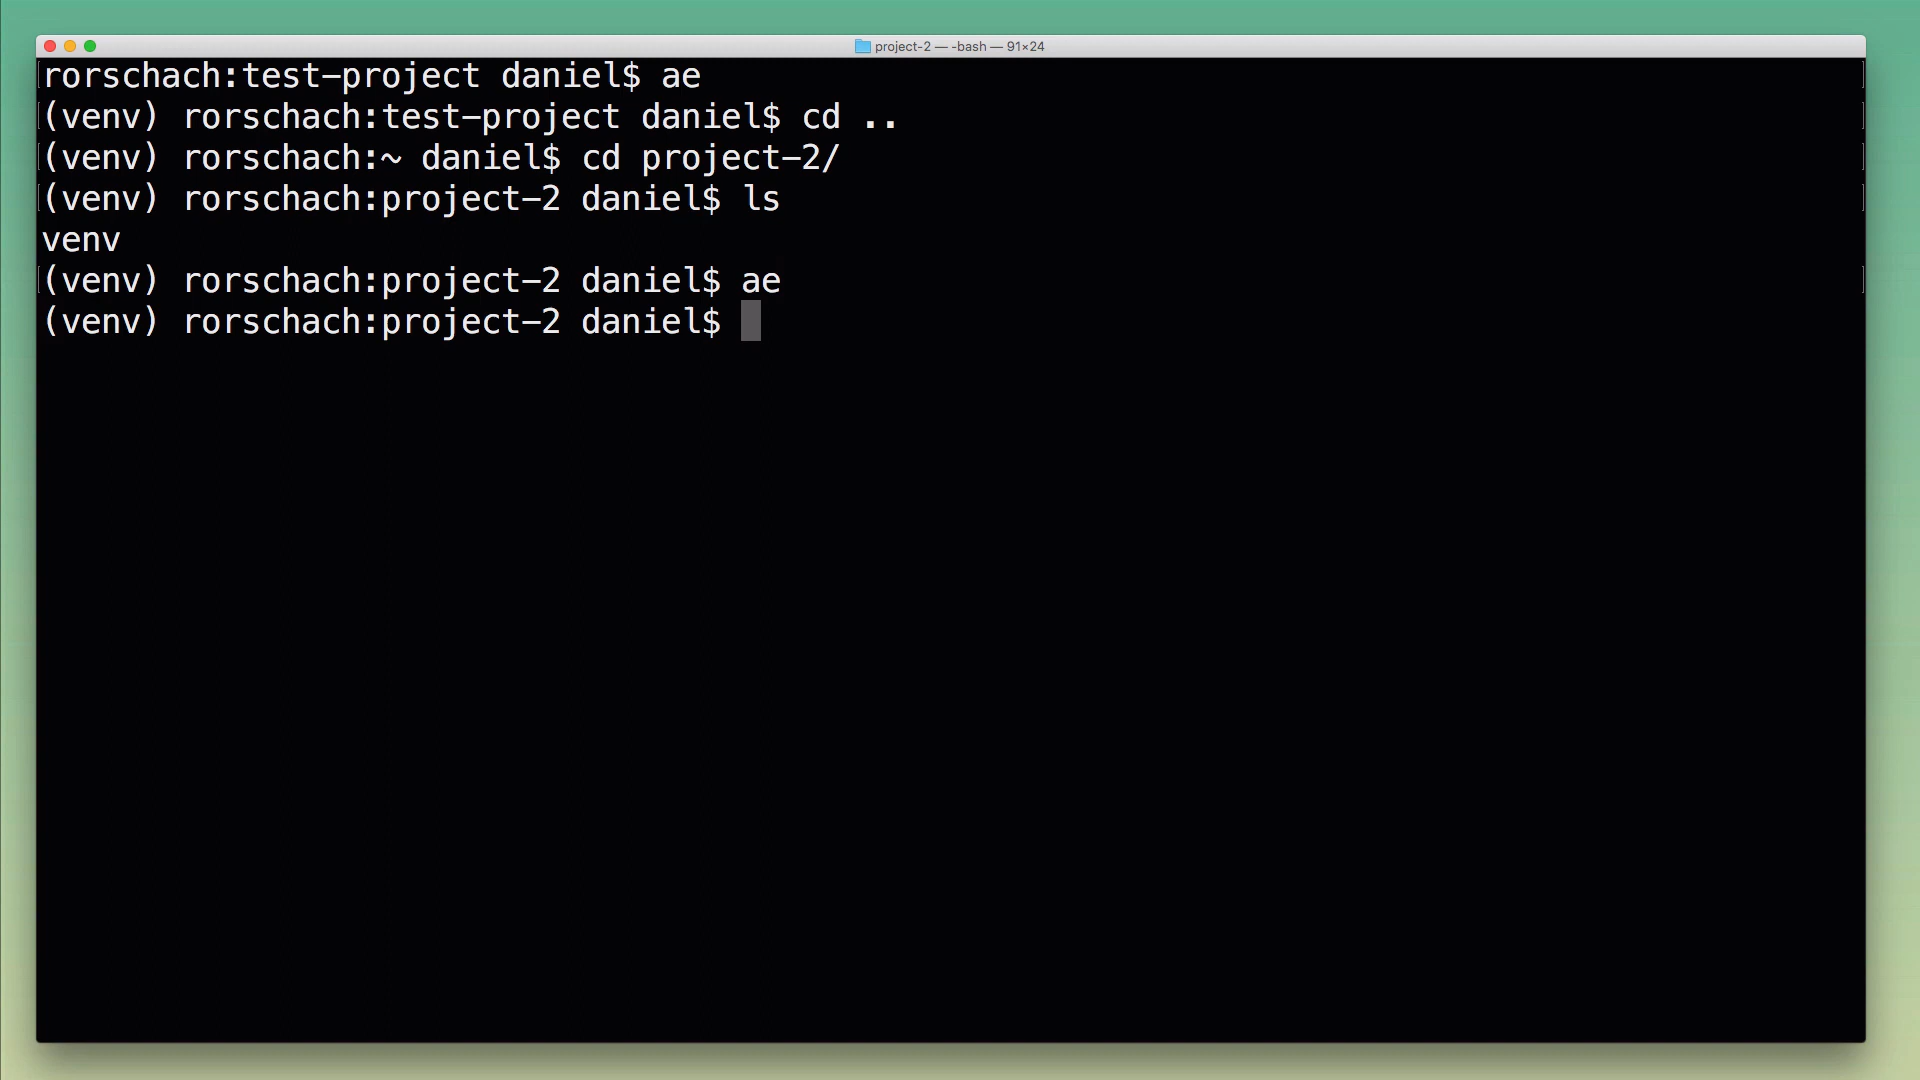 project-2 — -bash — 91×24
rorschach:test-project daniel$ ae
(venv) rorschach:test-project daniel$ cd ..
(venv) rorschach:~ daniel$ cd project-2/
(venv) rorschach:project-2 daniel$ ls
venv
(venv) rorschach:project-2 daniel$ ae
(venv) rorschach:project-2 daniel$